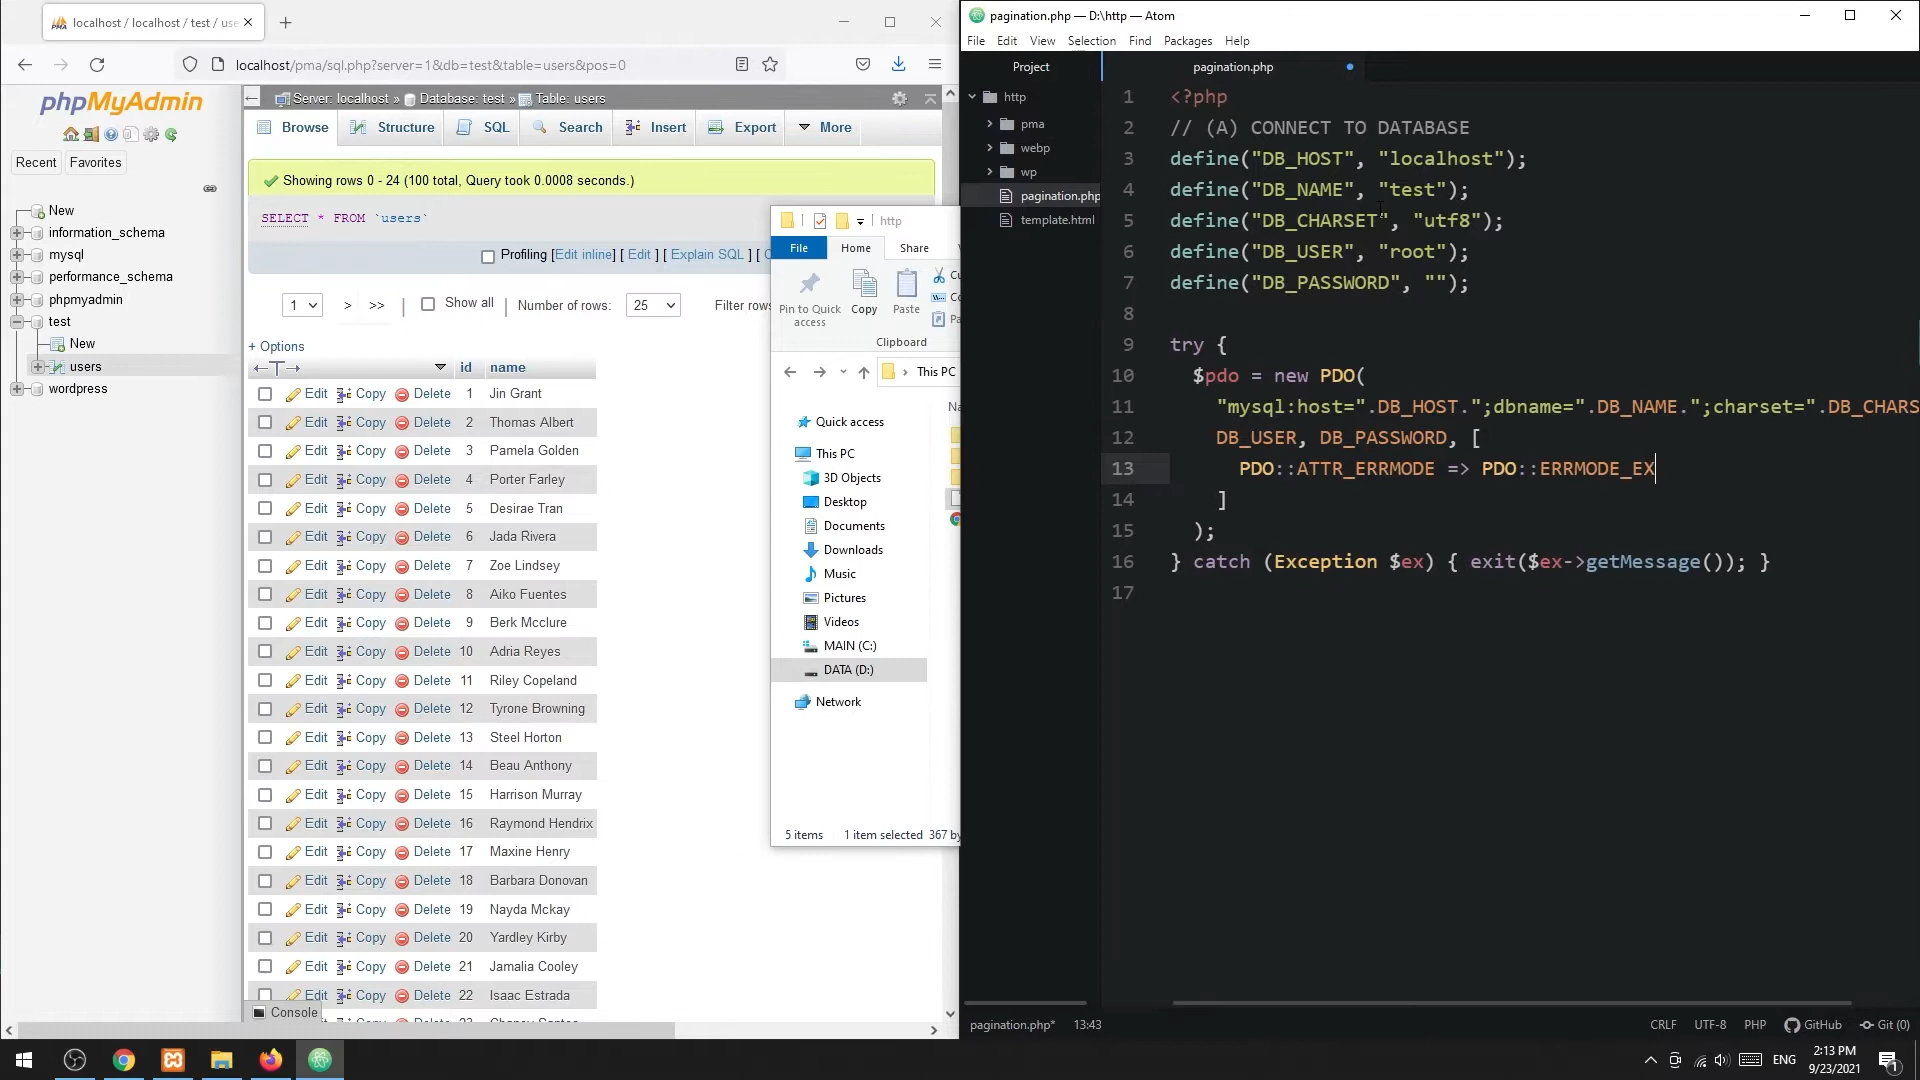 localhost / localhost / test / use
localhost/pma/sql.php?server=1&db=test&table=users&pos=0
phpMyAdmin
Recent
Favorites
New
information_schema
mysql
performance_schema
phpmyadmin
test
New
users
wordpress
Server: localhost » Database: test » Table: users
Browse
Structure
SQL
Search
Insert
Export
More
Showing rows 0 - 24 (100 total, Query took 0.0008 seconds.)
SELECT * FROM `users`
Profiling [Edit inline] [ Edit ] [ Explain SQL ] [
1
>
>>
Show all
Number of rows:
25
Filter rows
+ Options
id name
Edit Copy Delete 1 Jin Grant
Edit Copy Delete 2 Thomas Albert
Edit Copy Delete 3 Pamela Golden
Edit Copy Delete 4 Porter Farley
Edit Copy Delete 5 Desirae Tran
Edit Copy Delete 6 Jada Rivera
Edit Copy Delete 7 Zoe Lindsey
Edit Copy Delete 8 Aiko Fuentes
Edit Copy Delete 9 Berk Mcclure
Edit Copy Delete 10 Adria Reyes
Edit Copy Delete 11 Riley Copeland
Edit Copy Delete 12 Tyrone Browning
Edit Copy Delete 13 Steel Horton
Edit Copy Delete 14 Beau Anthony
Edit Copy Delete 15 Harrison Murray
Edit Copy Delete 16 Raymond Hendrix
Edit Copy Delete 17 Maxine Henry
Edit Copy Delete 18 Barbara Donovan
Edit Copy Delete 19 Nayda Mckay
Edit Copy Delete 20 Yardley Kirby
Edit Copy Delete 21 Jamalia Cooley
Edit Copy Delete 22 Isaac Estrada
Console
http
File
Home
Share
Pin to Quick
access
Copy
Paste
Clipboard
This PC
Quick access
This PC
3D Objects
Desktop
Documents
Downloads
Music
Pictures
Videos
MAIN (C:)
DATA (D:)
Network
5 items 1 item selected 367 by
pagination.php — D:\http — Atom
File Edit View Selection Find Packages Help
Project
http
pma
webp
wp
pagination.php
template.html
pagination.php
1 <?php
2 // (A) CONNECT TO DATABASE
3 define("DB_HOST", "localhost");
4 define("DB_NAME", "test");
5 define("DB_CHARSET", "utf8");
6 define("DB_USER", "root");
7 define("DB_PASSWORD", "");
8
9 try {
10 $pdo = new PDO(
11 "mysql:host=".DB_HOST.";dbname=".DB_NAME.";charset=".DB_CHARS
12 DB_USER, DB_PASSWORD, [
13 PDO::ATTR_ERRMODE => PDO::ERRMODE_EX
14 ]
15 );
16 } catch (Exception $ex) { exit($ex->getMessage()); }
17
pagination.php* 13:43
CRLF UTF-8 PHP GitHub Git (0)
ENG
2:13 PM
9/23/2021
1